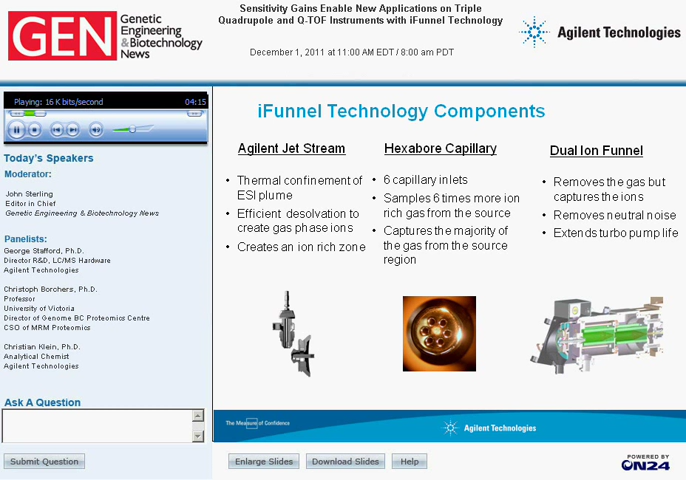 GEN
Genetic
Engineering
&Biotechnology
News
Sensitivity Gains Enable New Applications on Triple
Quadrupole and Q-TOF Instruments with iFunnel Technology
December 1, 2011 at 11:00 AM EDT / 8:00 am PDT
Agilent Technologies
Playing: 16 K bits/second
04:15
Today's Speakers
Moderator:
John Sterling
Editor in Chief
Genetic Engineering & Biotechnology News
Panelists:
George Stafford, Ph.D.
Director R&D, LC/MS Hardware
Agilent Technologies
Christoph Borchers, Ph.D.
Professor
University of Victoria
Director of Genome BC Proteomics Centre
CSO of MRM Proteomics
Christian Klein, Ph.D.
Analytical Chemist
Agilent Technologies
Ask A Question
Submit Question
iFunnel Technology Components
Agilent Jet Stream
• Thermal confinement of
ESI plume
• Efficient desolvation to
create gas phase ions
• Creates an ion rich zone
Hexabore Capillary
• 6 capillary inlets
• Samples 6 times more ion
rich gas from the source
• Captures the majority of
the gas from the source
region
Dual Ion Funnel
• Removes the gas but
captures the ions
• Removes neutral noise
• Extends turbo pump life
The Measure of Confidence
Agilent Technologies
Enlarge Slides
Download Slides
Help
POWERED BY
ON24